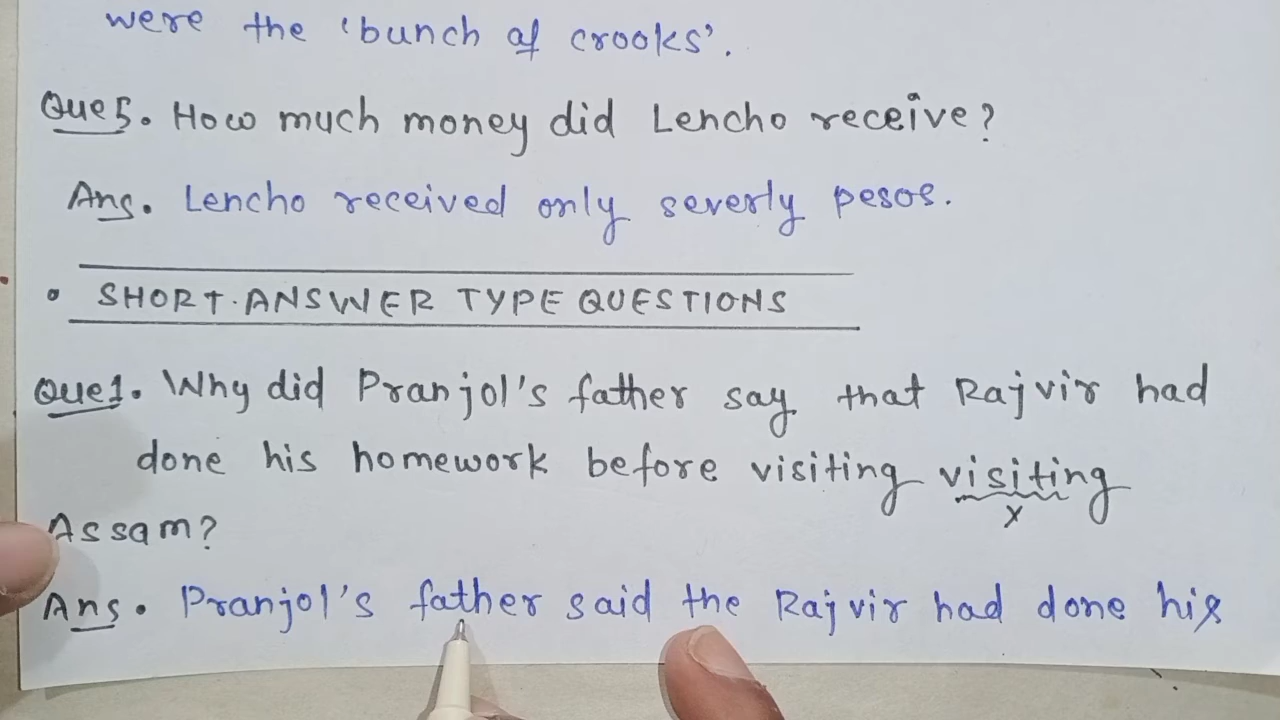 were the 'bunch of crooks'.
Que5. How much money did Lencho receive?
Ans. Lencho received only severly pesos.
• SHORT.ANSWER TYPE QUESTIONS
Que1. Why did Pranjol's father say that Rajvir had
done his homework before visiting visiting
x
Assam?
Ans. Pranjol's father said the Rajvir had done his